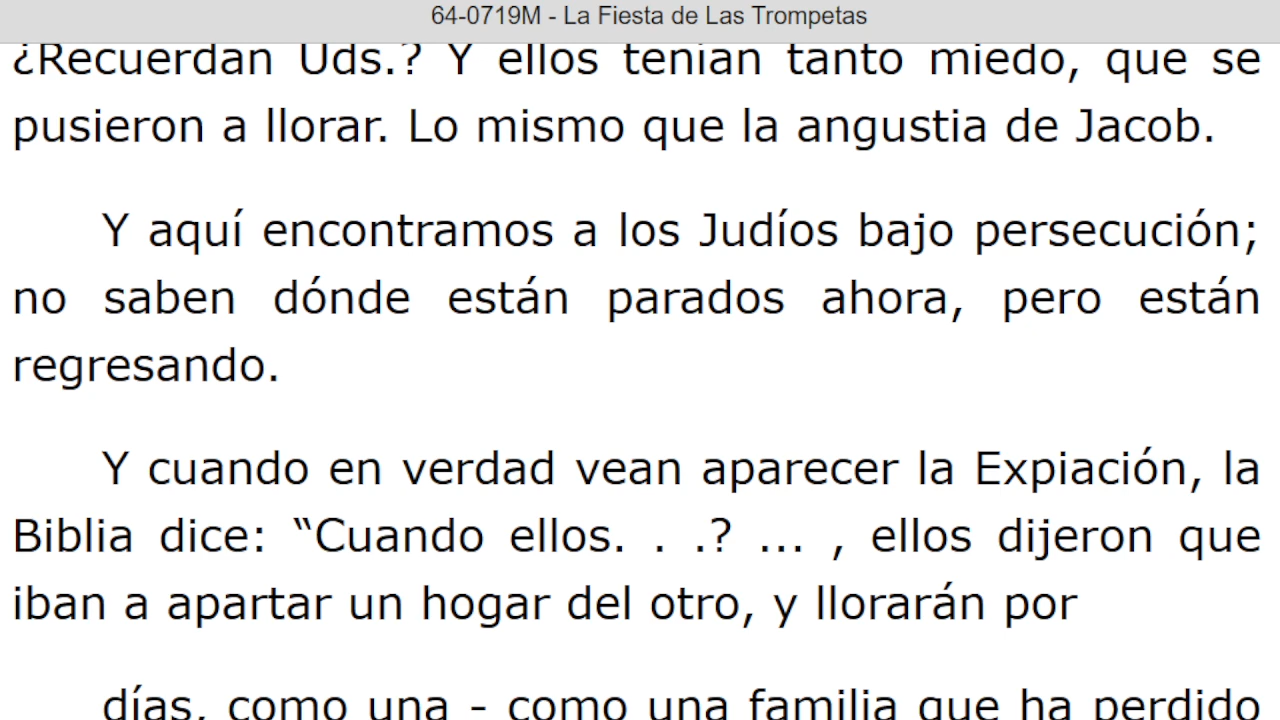 64-0719M - La Fiesta de Las Trompetas
¿Recuerdan Uds.? Y ellos tenían tanto miedo, que se
pusieron a llorar. Lo mismo que la angustia de Jacob.
Y aquí encontramos a los Judíos bajo persecución;
no saben dónde están parados ahora, pero están
regresando.
Y cuando en verdad vean aparecer la Expiación, la
Biblia dice: “Cuando ellos. . .? ... , ellos dijeron que
iban a apartar un hogar del otro, y llorarán por
días, como una - como una familia que ha perdido